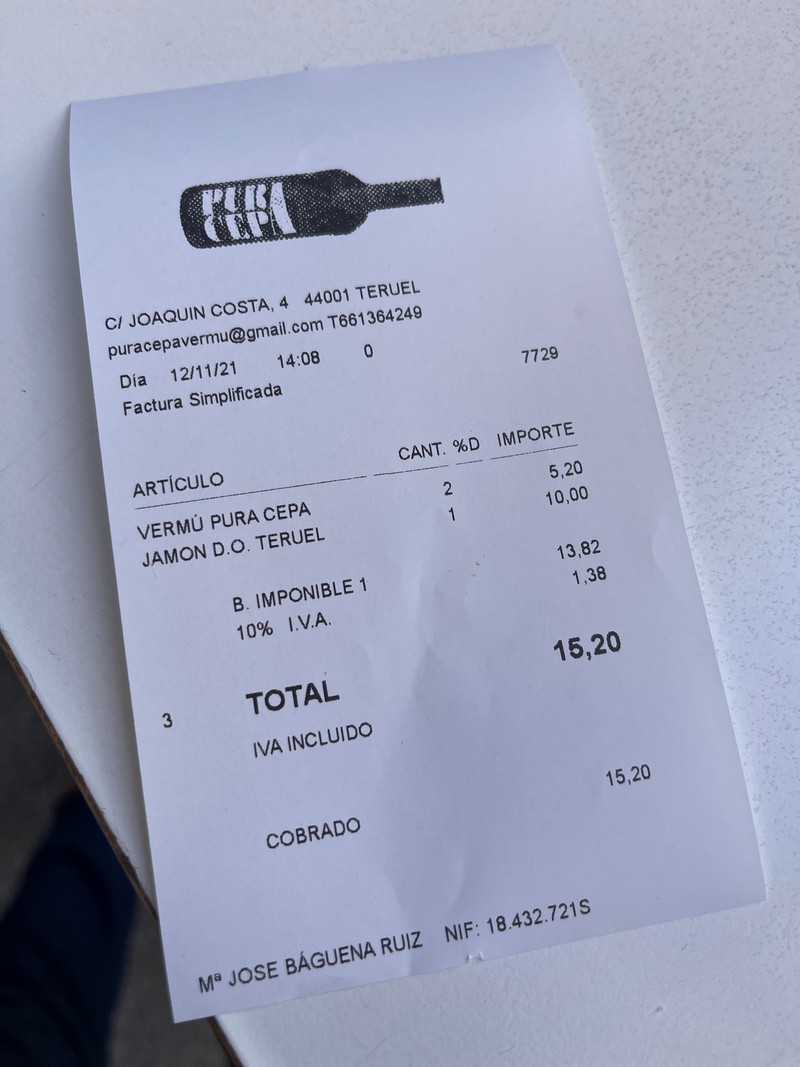 PURA
CEPA
C/ JOAQUIN COSTA, 4 44001 TERUEL
puracepavermu@gmail.com T661364249
Día 12/11/21 14:08 0 7729
Factura Simplificada
ARTÍCULO CANT. %D IMPORTE
VERMÚ PURA CEPA 2 5,20
JAMON D.O. TERUEL 1 10,00
B. IMPONIBLE 1 13,82
10% I.V.A. 1,38
3 TOTAL 15,20
IVA INCLUIDO
COBRADO 15,20
Mª JOSE BÁGUENA RUIZ NIF: 18.432.721S